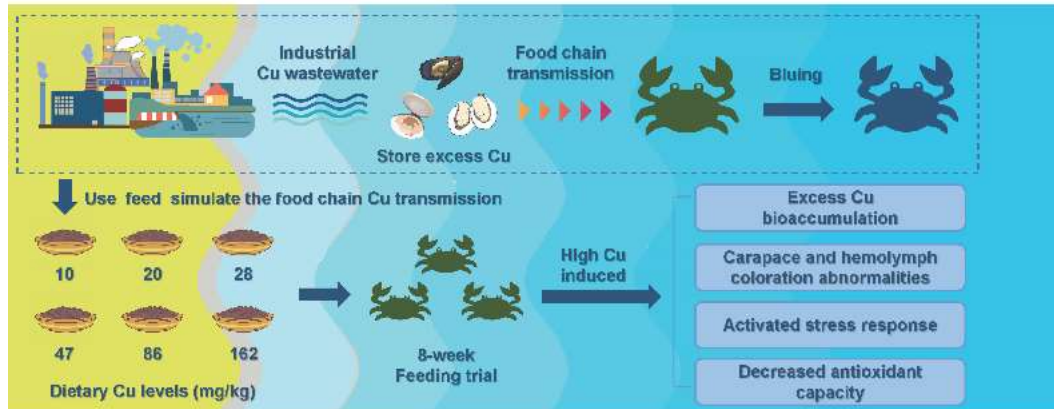 Industrial
Cu wastewater
Food chain
transmission
Bluing
Store excess Cu
Use feed simulate the food chain Cu transmission
10
20
28
47
86
162
Dietary Cu levels (mg/kg)
8-week
Feeding trial
High Cu
induced
Excess Cu
bioaccumulation
Carapace and hemolymph
coloration abnormalities
Activated stress response
Decreased antioxidant
capacity